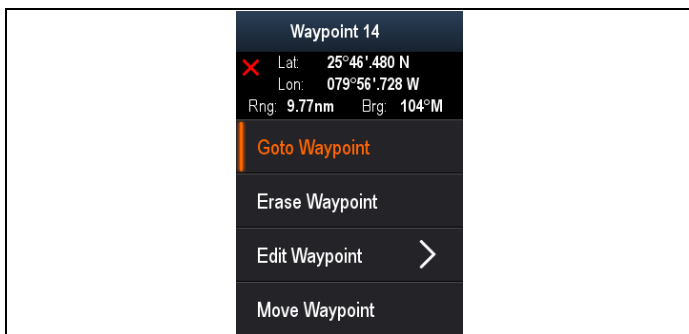 Waypoint 14
Lat: 25°46'.480 N
Lon: 079°56'.728 W
Rng: 9.77nm Brg: 104°M
Goto Waypoint
Erase Waypoint
Edit Waypoint
Move Waypoint